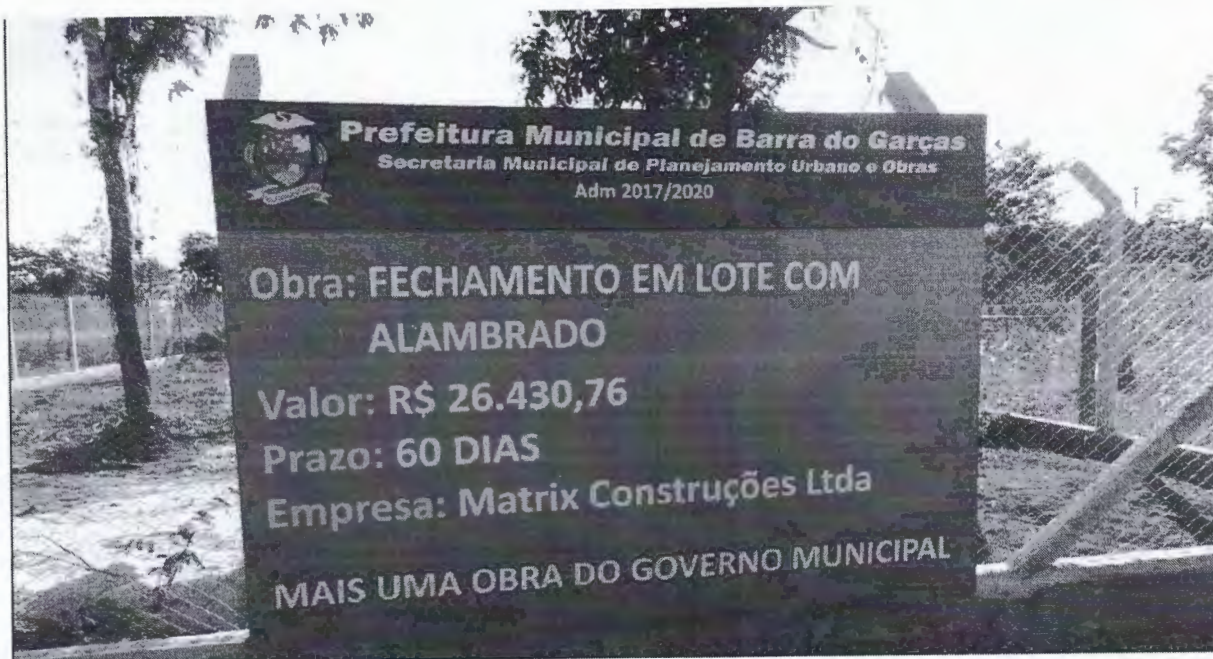 Prefeitura Municipal de Barra do Garças
Secretaria Municipal de Planejamento Urbano e Obras
Adm 2017/2020
Obra: FECHAMENTO EM LOTE COM
ALAMBRADO
Valor: R$ 26.430,76
Prazo: 60 DIAS
Empresa: Matrix Construções Ltda
MAIS UMA OBRA DO GOVERNO MUNICIPAL